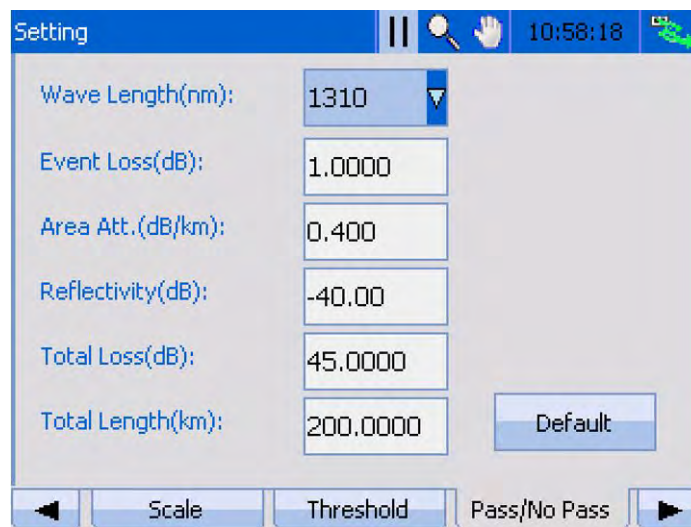 Setting 10:58:18
Wave Length(nm): 1310
Event Loss(dB): 1.0000
Area Att.(dB/km): 0.400
Reflectivity(dB): -40.00
Total Loss(dB): 45.0000
Total Length(km): 200.0000
Default
Scale Threshold Pass/No Pass